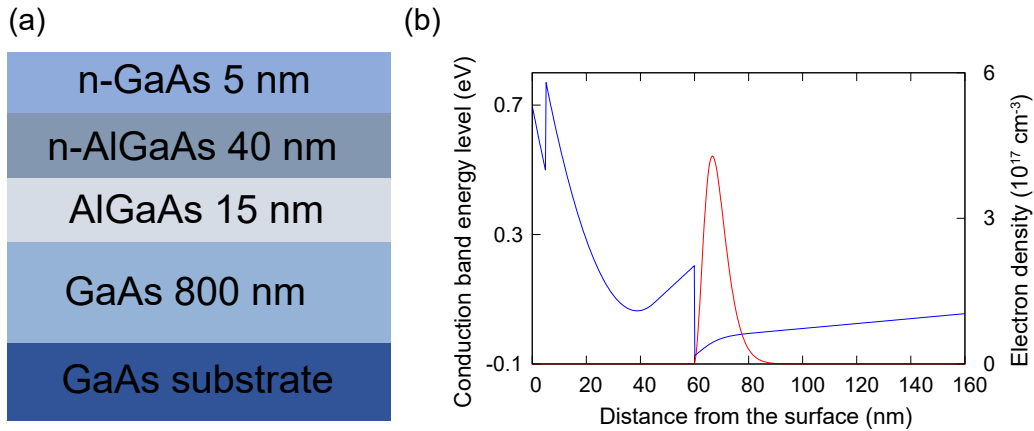 (a)
n-GaAs 5 nm
n-AlGaAs 40 nm
AlGaAs 15 nm
GaAs 800 nm
GaAs substrate
(b)
Conduction band energy level (eV)
0.7
0.3
-0.1
0 20 40 60 80 100 120 140 160
Distance from the surface (nm)
6
3
0
Electron density (10¹⁷ cm⁻³)